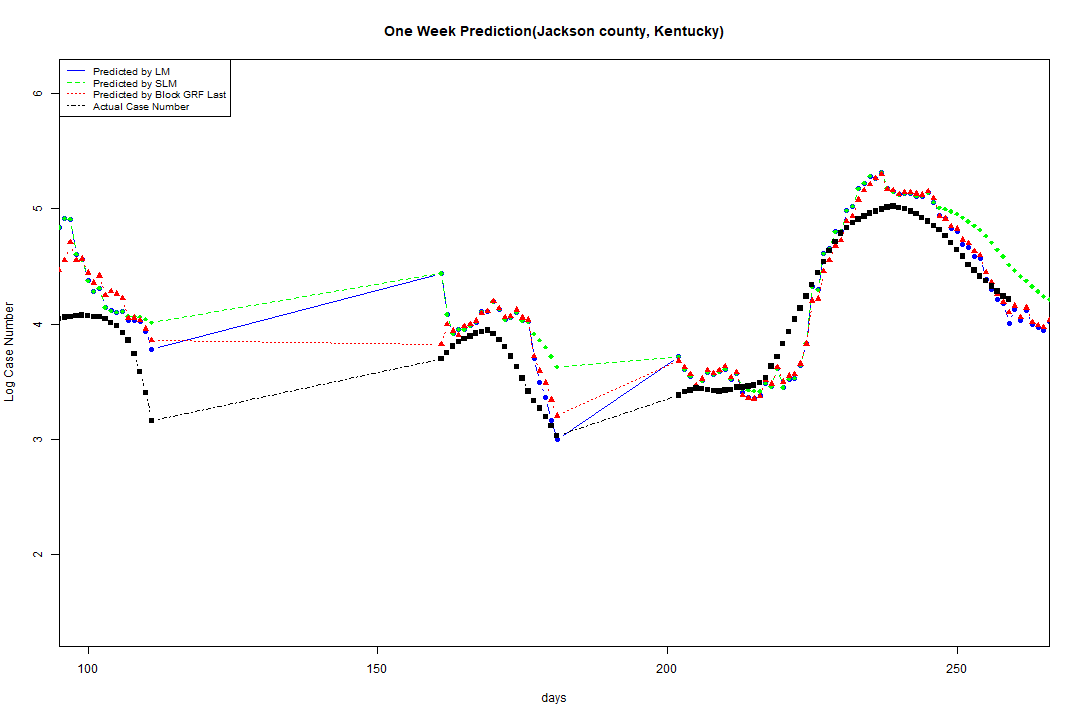 One Week Prediction(Jackson county, Kentucky)
Predicted by LM
Predicted by SLM
Predicted by Block GRF Last
Actual Case Number
6
5
4
3
2
Log Case Number
100 150 200 250
days